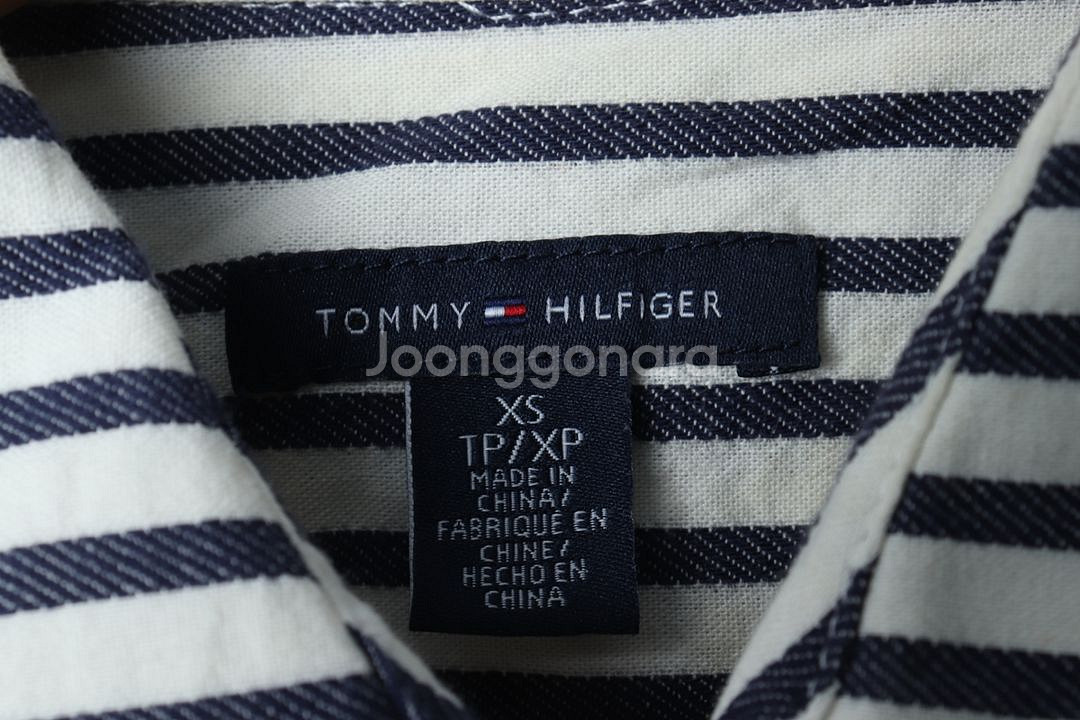 TOMMY HILFIGER
Joonggonara
XS
TP/XP
MADE IN
CHINA/
FABRIQUÉ EN
CHINE/
HECHO EN
CHINA